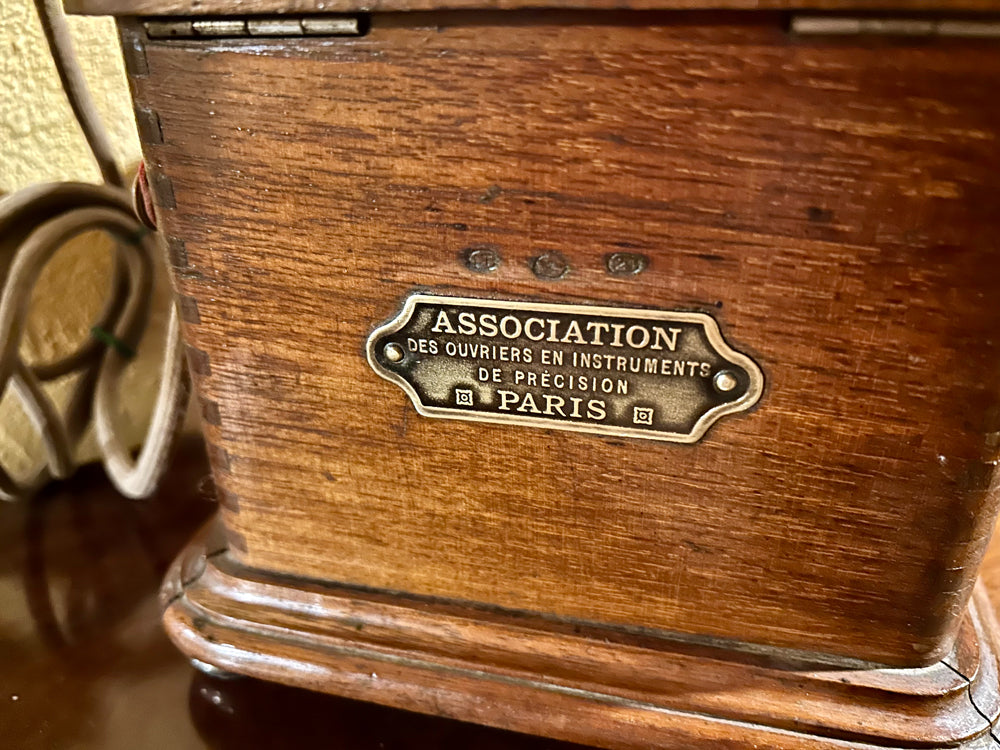 ASSOCIATION
DES OUVRIERS EN INSTRUMENTS
DE PRÉCISION
PARIS